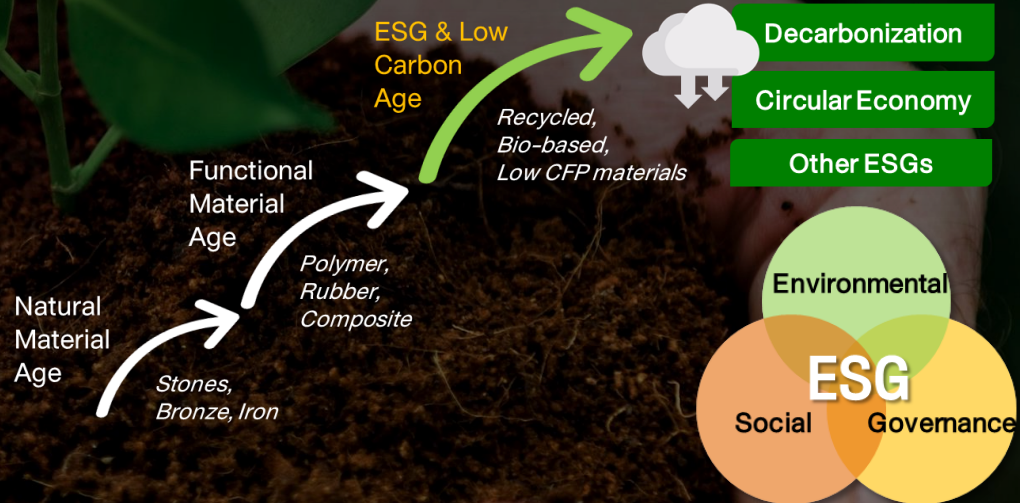 ESG & Low
Carbon
Age
Recycled,
Bio-based,
Low CFP materials
Decarbonization
Circular Economy
Other ESGs
Functional
Material
Age
Polymer,
Rubber,
Composite
Natural
Material
Age
Stones,
Bronze, Iron
Environmental
ESG
Social
Governance